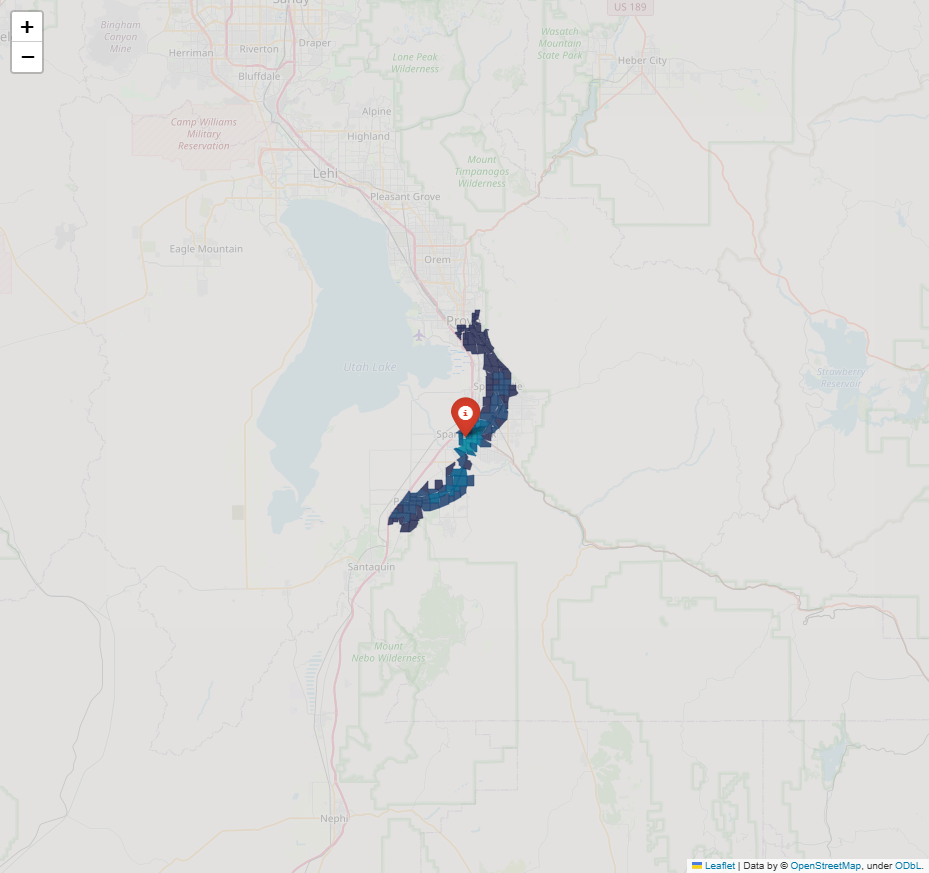 +
−
Sandy
US 189
Bingham
Canyon
Mine
Herriman
Riverton
Draper
Bluffdale
Lone Peak
Wilderness
Wasatch
Mountain
State Park
Heber City
Alpine
Camp Williams
Military
Reservation
Highland
Lehi
Mount
Timpanogos
Wilderness
Pleasant Grove
Eagle Mountain
Orem
Prov
Utah Lake
Strawberry
Reservoir
Sp
e
Spa
P
Santaquin
Mount
Nebo Wilderness
Nephi
Leaflet | Data by © OpenStreetMap, under ODbL.